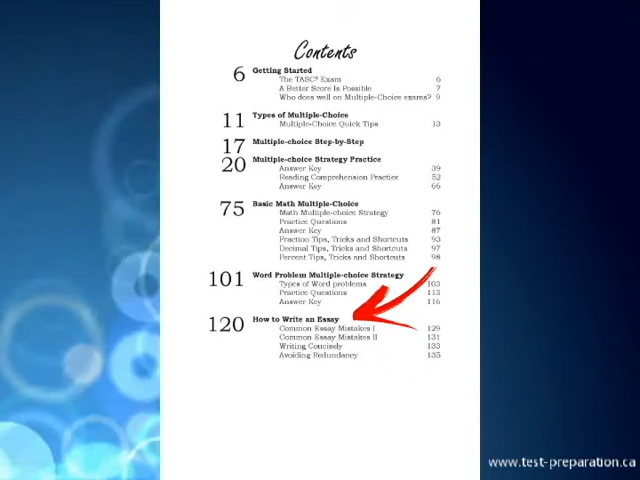 Contents
6 Getting Started
The TASC® Exam 6
A Better Score Is Possible 7
Who does well on Multiple-Choice exams? 9
11 Types of Multiple-Choice
Multiple-Choice Quick Tips 13
17 Multiple-choice Step-by-Step
20 Multiple-choice Strategy Practice
Answer Key 39
Reading Comprehension Practice 52
Answer Key 66
75 Basic Math Multiple-Choice
Math Multiple-choice Strategy 76
Practice Questions 81
Answer Key 87
Praction Tips, Tricks and Shortcuts 93
Decimal Tips, Tricks and Shortcuts 97
Percent Tips, Tricks and Shortcuts 98
101 Word Problem Multiple-choice Strategy
Types of Word problems 103
Practice Questions 113
Answer Key 116
120 How to Write an Essay
Common Essay Mistakes I 129
Common Essay Mistakes II 131
Writing Concisely 133
Avoiding Redundancy 135
www.test-preparation.ca